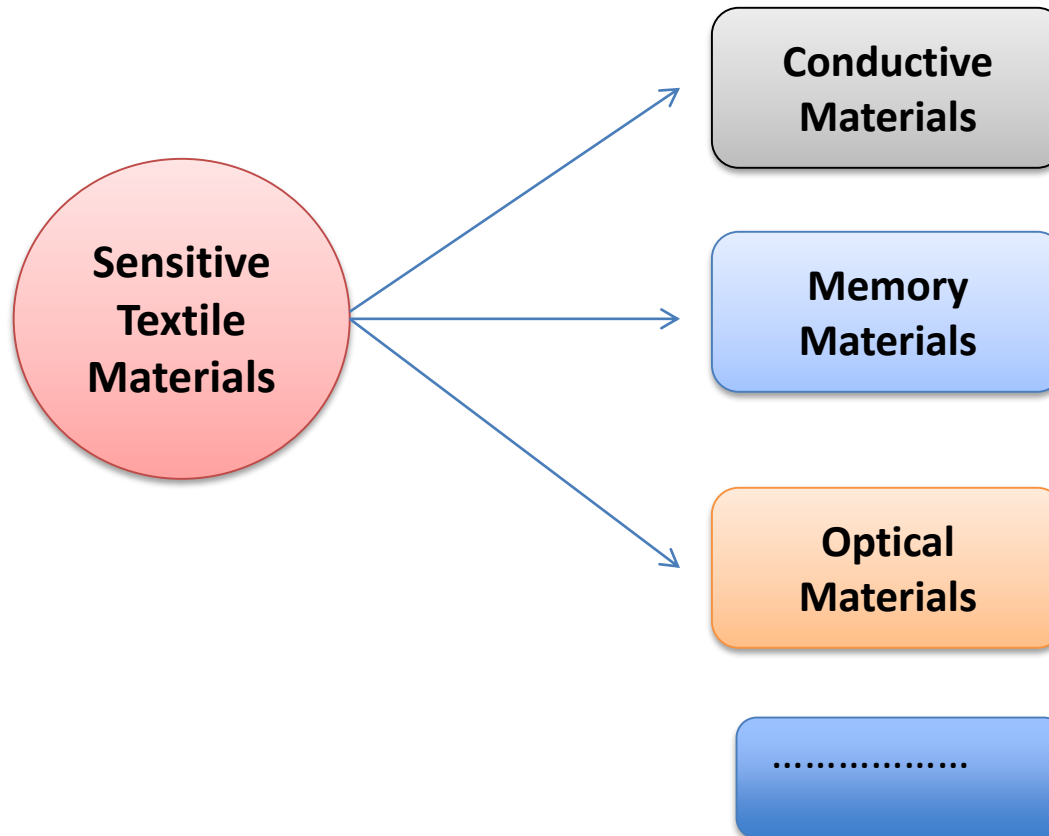 Conductive
Materials
Sensitive
Textile
Materials
Memory
Materials
Optical
Materials
…………………